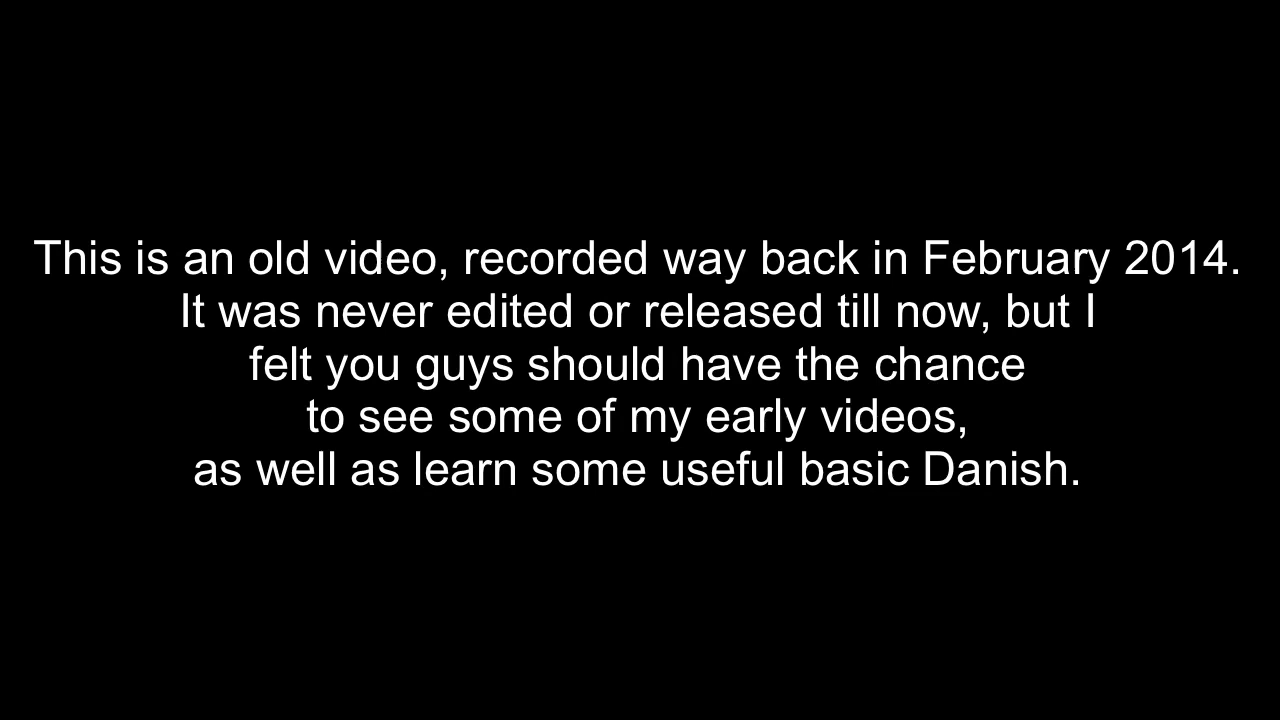 This is an old video, recorded way back in February 2014.
It was never edited or released till now, but I
felt you guys should have the chance
to see some of my early videos,
as well as learn some useful basic Danish.